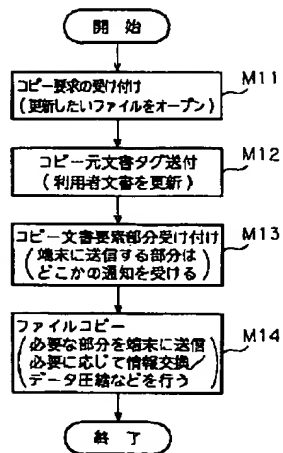 開始
コピー要求の受け付け
(更新したいファイルをオープン)
M11
コピー元文書タグ送付
(利用者文書を更新)
M12
コピー文書要素部分受け付け
(端末に送信する部分は
どこかの通知を受ける)
M13
ファイルコピー
(必要な部分を端末に送信
必要に応じて情報交換/
データ圧縮などを行う)
M14
終了